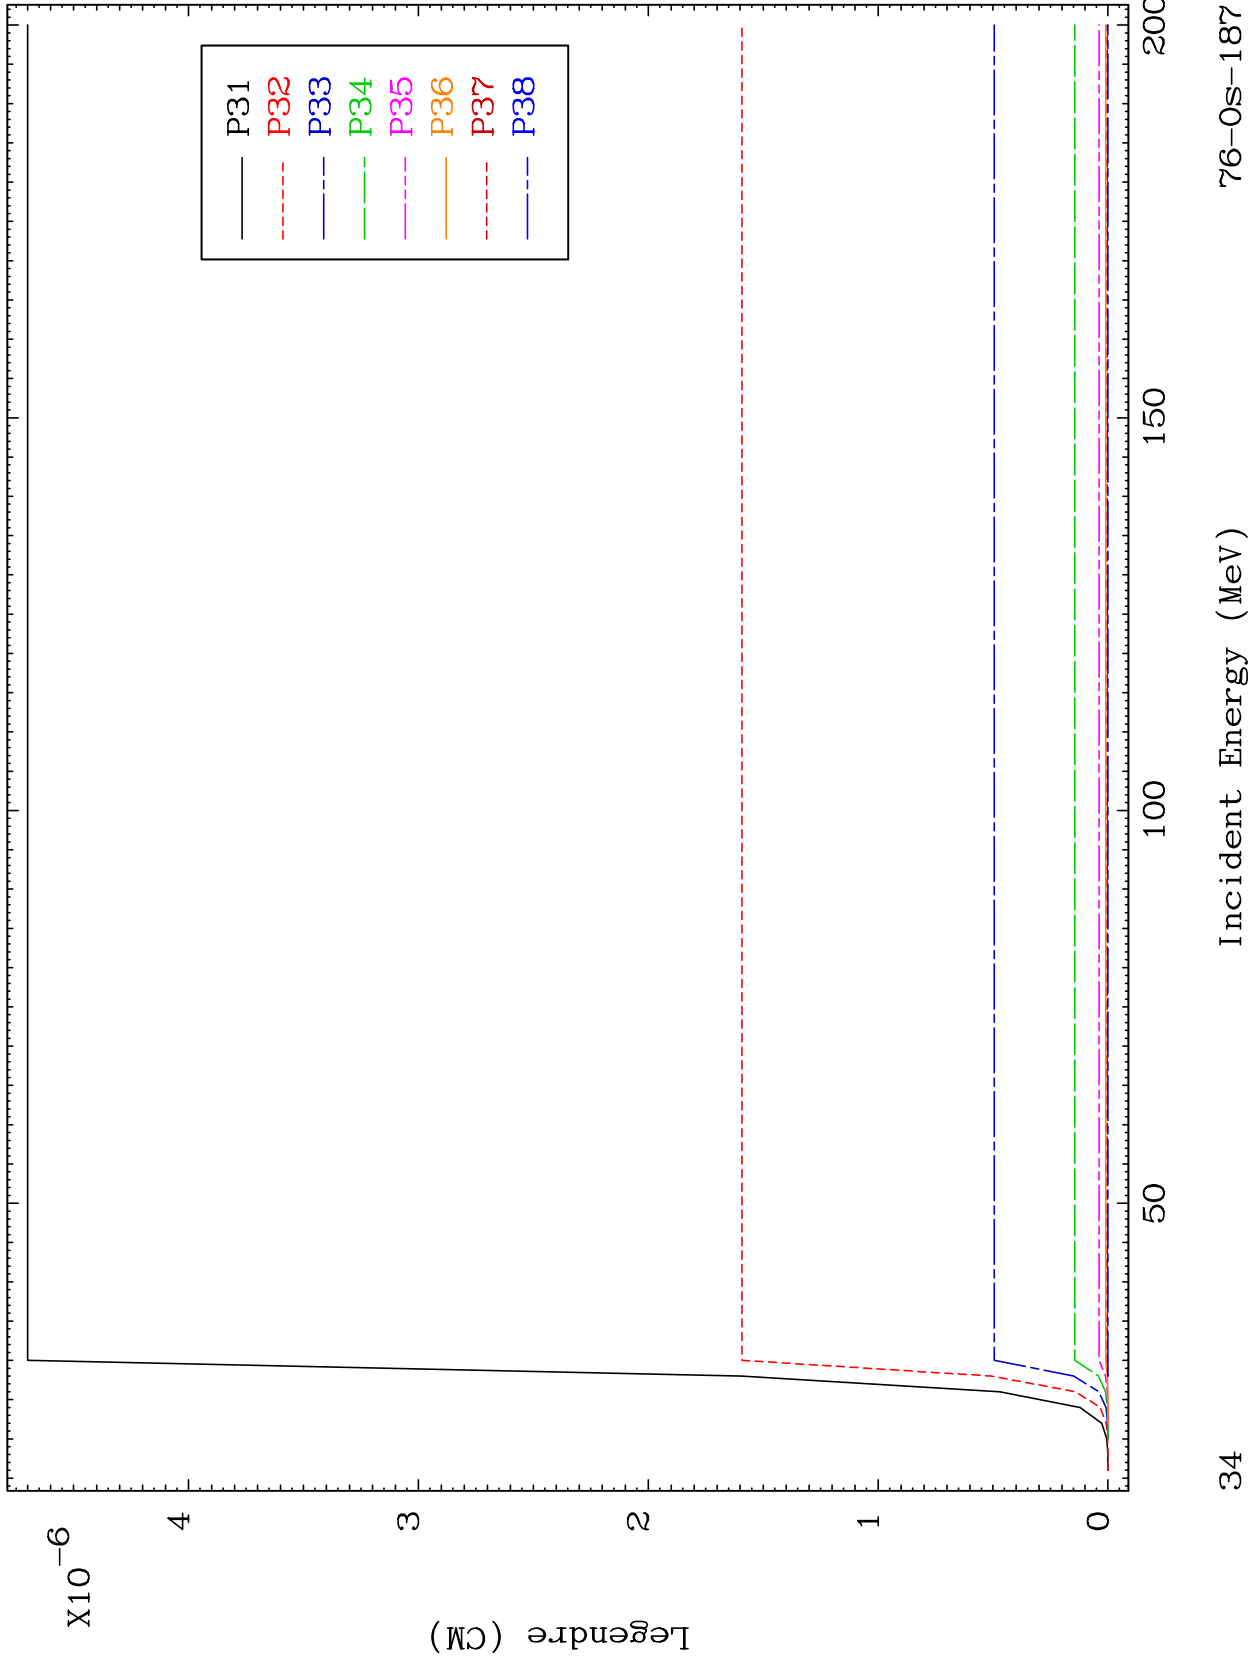 X10-6
4
3
2
1
0
Legendre (CM)
P31
P32
P33
P34
P35
P36
P37
P38
50
100
150
200
Incident Energy (MeV)
34
76-Os-187